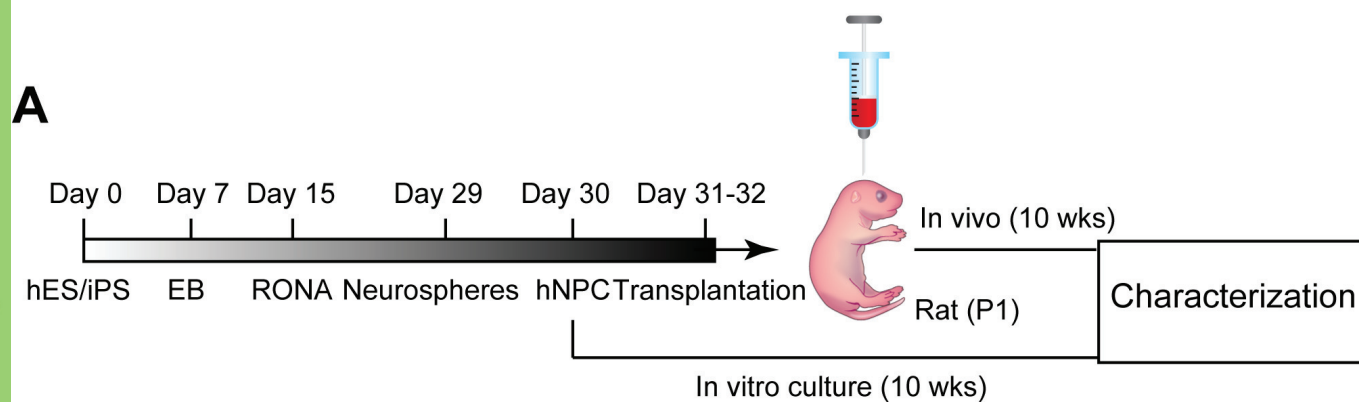 A
Day 0 Day 7 Day 15 Day 29 Day 30 Day 31-32
hES/iPS EB RONA Neurospheres hNPC Transplantation
In vivo (10 wks)
Rat (P1)
Characterization
In vitro culture (10 wks)